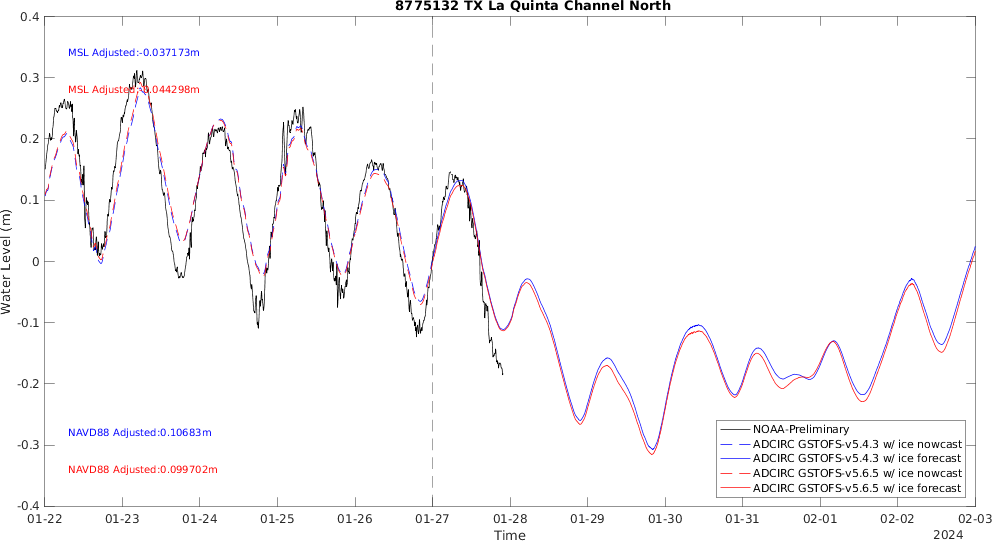 8775132 TX La Quinta Channel North
MSL Adjusted:-0.037173m
MSL Adjusted:-0.044298m
NAVD88 Adjusted:0.10683m
NAVD88 Adjusted:0.099702m
Water Level (m)
0.4
0.3
0.2
0.1
0
-0.1
-0.2
-0.3
-0.4
NOAA-Preliminary
ADCIRC GSTOFS-v5.4.3 w/ ice nowcast
ADCIRC GSTOFS-v5.4.3 w/ ice forecast
ADCIRC GSTOFS-v5.6.5 w/ ice nowcast
ADCIRC GSTOFS-v5.6.5 w/ ice forecast
01-22 01-23 01-24 01-25 01-26 01-27 01-28 01-29 01-30 01-31 02-01 02-02 02-03
Time
2024